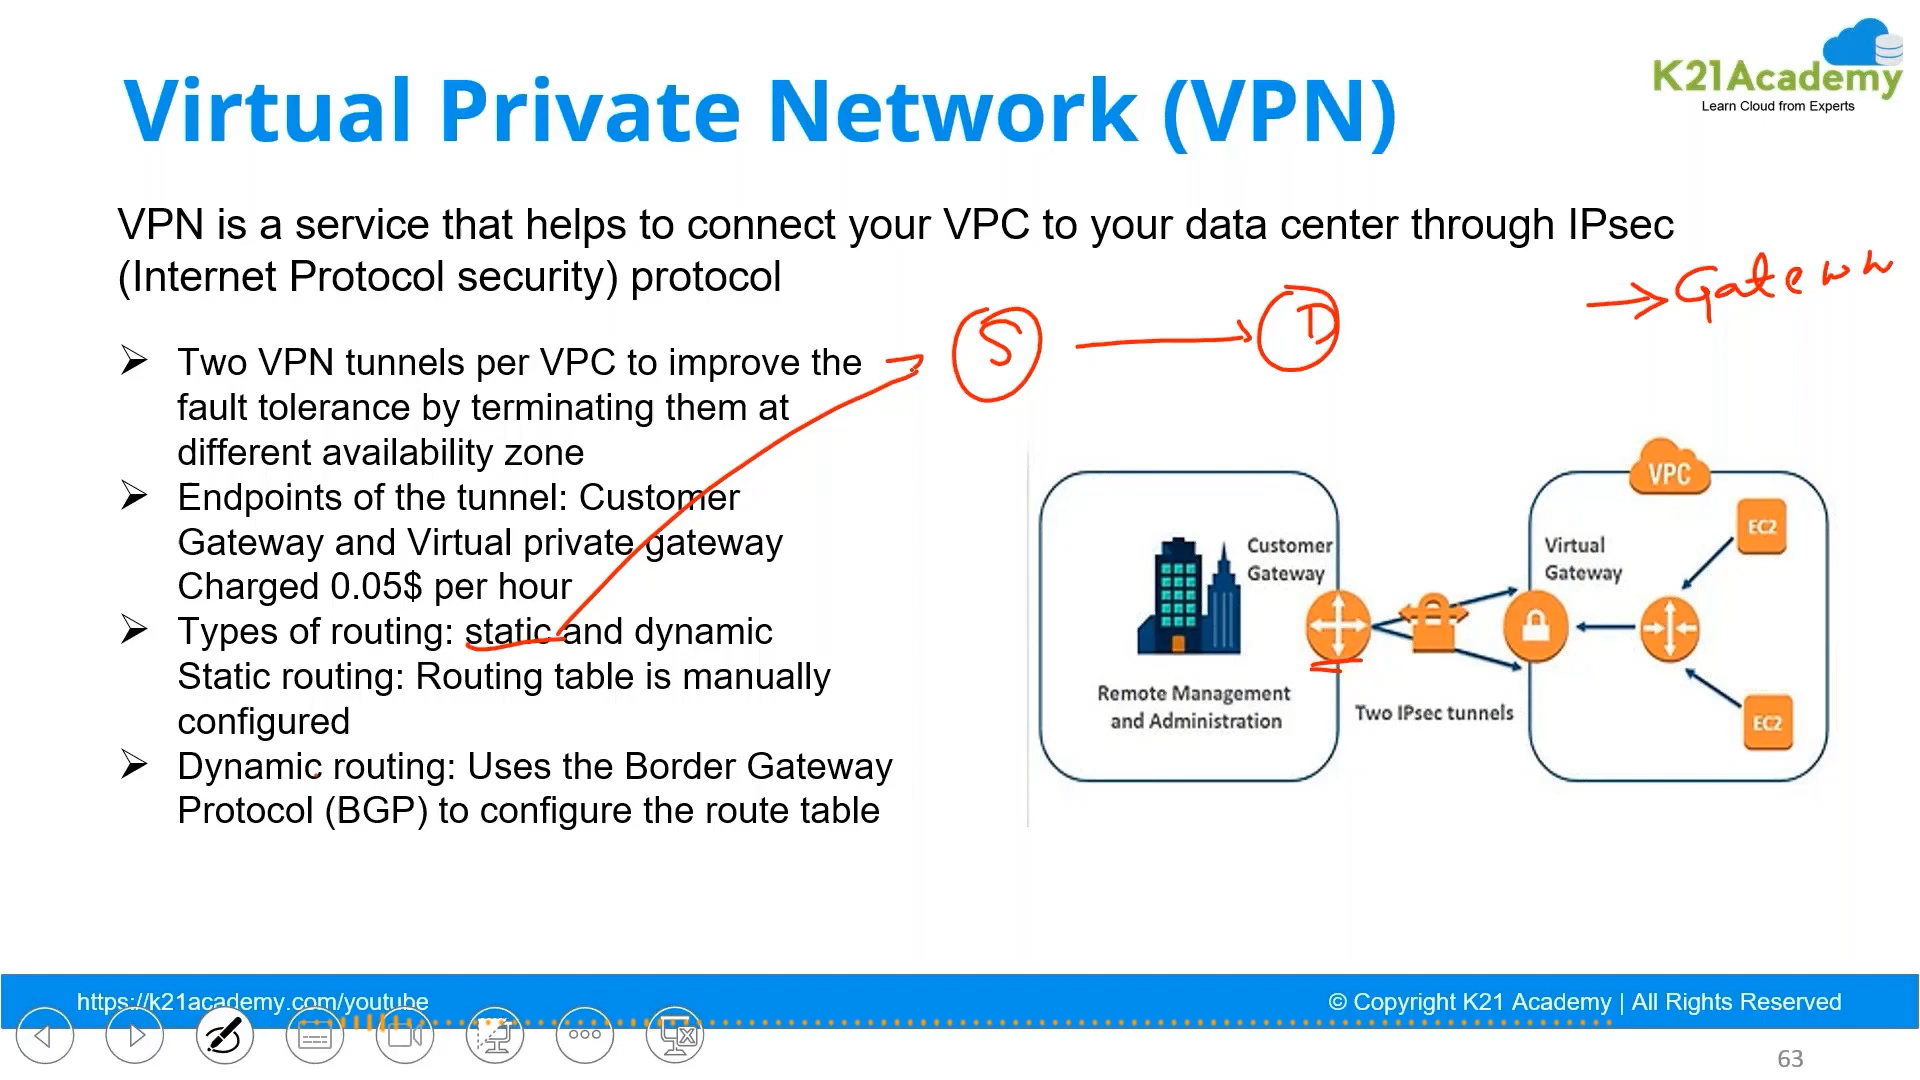 K21Academy
Learn Cloud from Experts
Virtual Private Network (VPN)
VPN is a service that helps to connect your VPC to your data center through IPsec
(Internet Protocol security) protocol
→ Gateww
S → D
➢ Two VPN tunnels per VPC to improve the
fault tolerance by terminating them at
different availability zone
➢ Endpoints of the tunnel: Customer
Gateway and Virtual private gateway
Charged 0.05$ per hour
➢ Types of routing: static and dynamic
Static routing: Routing table is manually
configured
➢ Dynamic routing: Uses the Border Gateway
Protocol (BGP) to configure the route table
VPC
EC2
Customer
Gateway
Virtual
Gateway
Remote Management
and Administration
Two IPsec tunnels
EC2
https://k21academy.com/youtube
© Copyright K21 Academy | All Rights Reserved
63